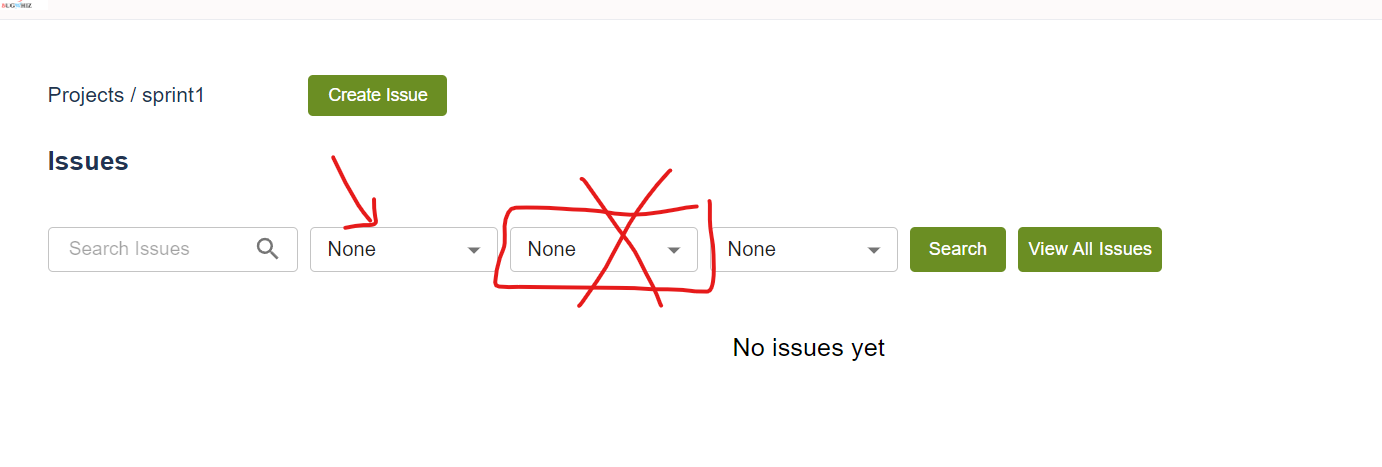 BUGWHIZ
Projects / sprint1
Create Issue
Issues
Search Issues
None
None
None
Search
View All Issues
No issues yet